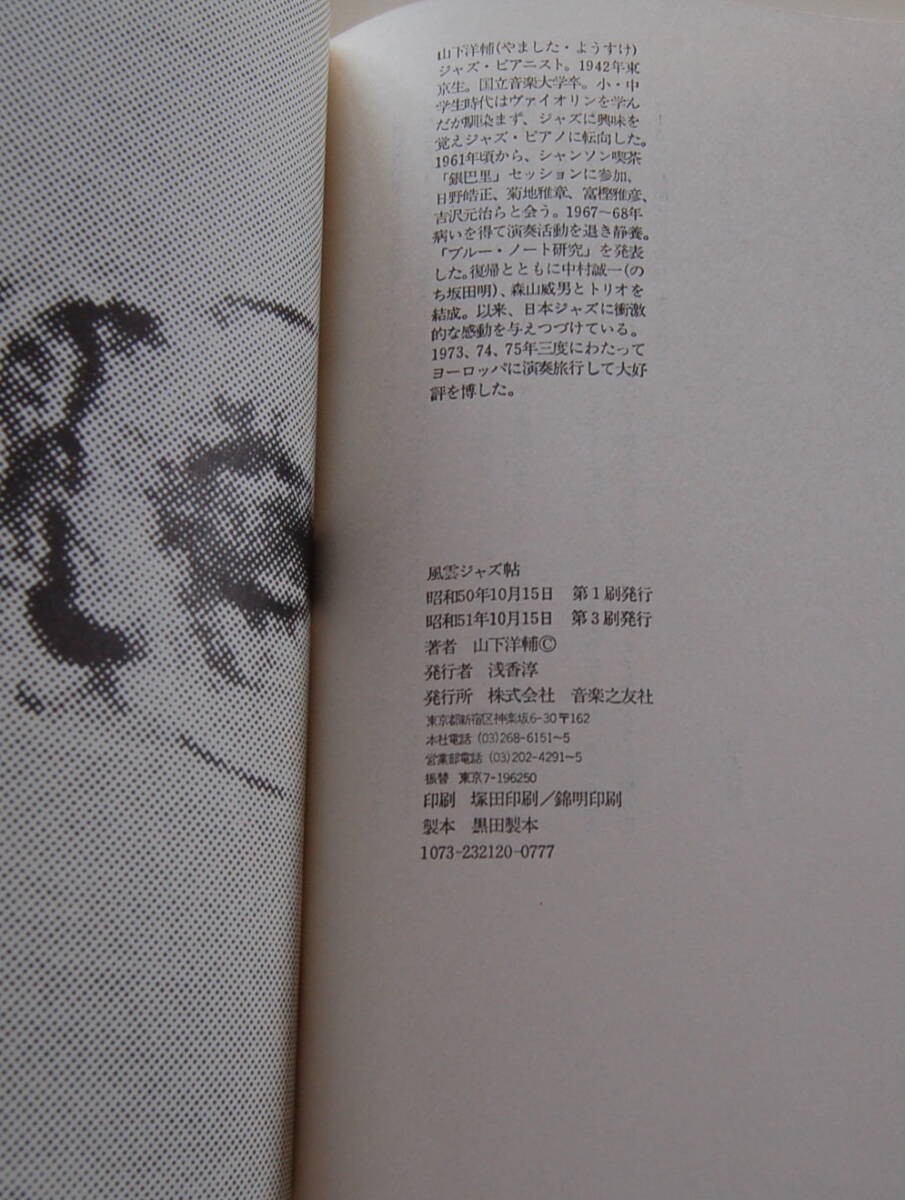 山下洋輔(やました・ようすけ)
ジャズ・ピアニスト。1942年東
京生。国立音楽大学卒。小・中
学生時代はヴァイオリンを学ん
だが馴染まず、ジャズに興味を
覚えジャズ・ピアノに転向した。
1961年頃から、シャンソン喫茶
「銀巴里」セッションに参加、
日野皓正、菊地雅章、富樫雅彦、
吉沢元治らと会う。1967〜68年
病いを得て演奏活動を退き静養。
「ブルー・ノート研究」を発表
した。復帰とともに中村誠一(の
ち坂田明)、森山威男とトリオを
結成。以来、日本ジャズに衝激
的な感動を与えつづけている。
1973、74、75年三度にわたって
ヨーロッパに演奏旅行して大好
評を博した。
風雲ジャズ帖
昭和50年10月15日 第1刷発行
昭和51年10月15日 第3刷発行
著者 山下洋輔©
発行者 浅香淳
発行所 株式会社 音楽之友社
東京都新宿区神楽坂6-30〒162
本社電話 (03)268-6151~5
営業部電話 (03)202-4291~5
振替 東京7-196250
印刷 塚田印刷/錦明印刷
製本 黒田製本
1073-232120-0777